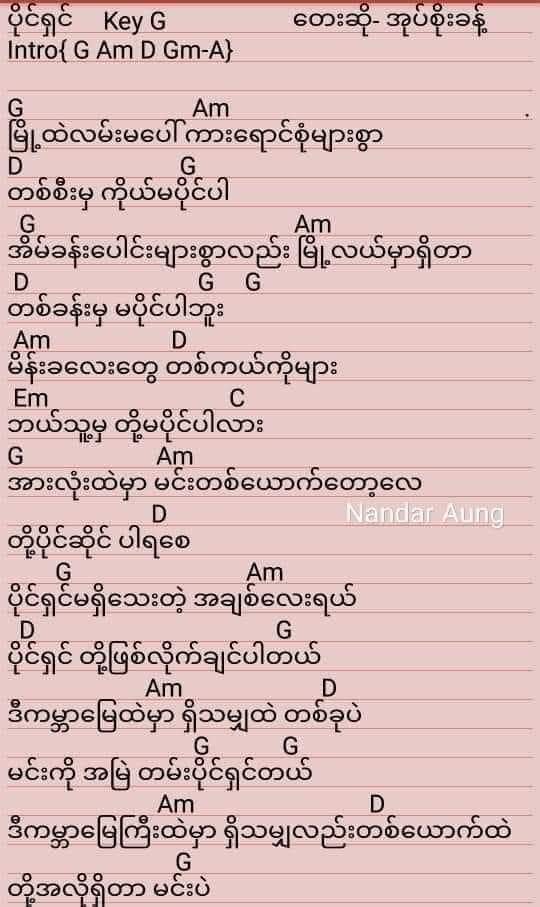 ပိုင်ရှင် Key G တေးဆို- အုပ်စိုးခန့်
Intro{ G Am D Gm-A}
G Am .
မြို့ထဲလမ်းမပေါ် ကားရောင်စုံများစွာ
D G
တစ်စီးမှ ကိုယ်မပိုင်ပါ
G Am
အိမ်ခန်းပေါင်းများစွာလည်း မြို့လယ်မှာရှိတာ
D G G
တစ်ခန်းမှ မပိုင်ပါဘူး
Am D
မိန်းခလေးတွေ တစ်ကယ်ကိုများ
Em C
ဘယ်သူ့မှ တို့မပိုင်ပါလား
G Am
အားလုံးထဲမှာ မင်းတစ်ယောက်တော့လေ
D Nandar Aung
တို့ပိုင်ဆိုင် ပါရစေ
G Am
ပိုင်ရှင်မရှိသေးတဲ့ အချစ်လေးရယ်
D G
ပိုင်ရှင် တို့ဖြစ်လိုက်ချင်ပါတယ်
Am D
ဒီကမ္ဘာမြေထဲမှာ ရှိသမျှထဲ တစ်ခုပဲ
G G
မင်းကို အမြဲ တမ်းပိုင်ရှင်တယ်
Am D
ဒီကမ္ဘာမြေကြီးထဲမှာ ရှိသမျှလည်းတစ်ယောက်ထဲ
G
တို့အလိုရှိတာ မင်းပဲ